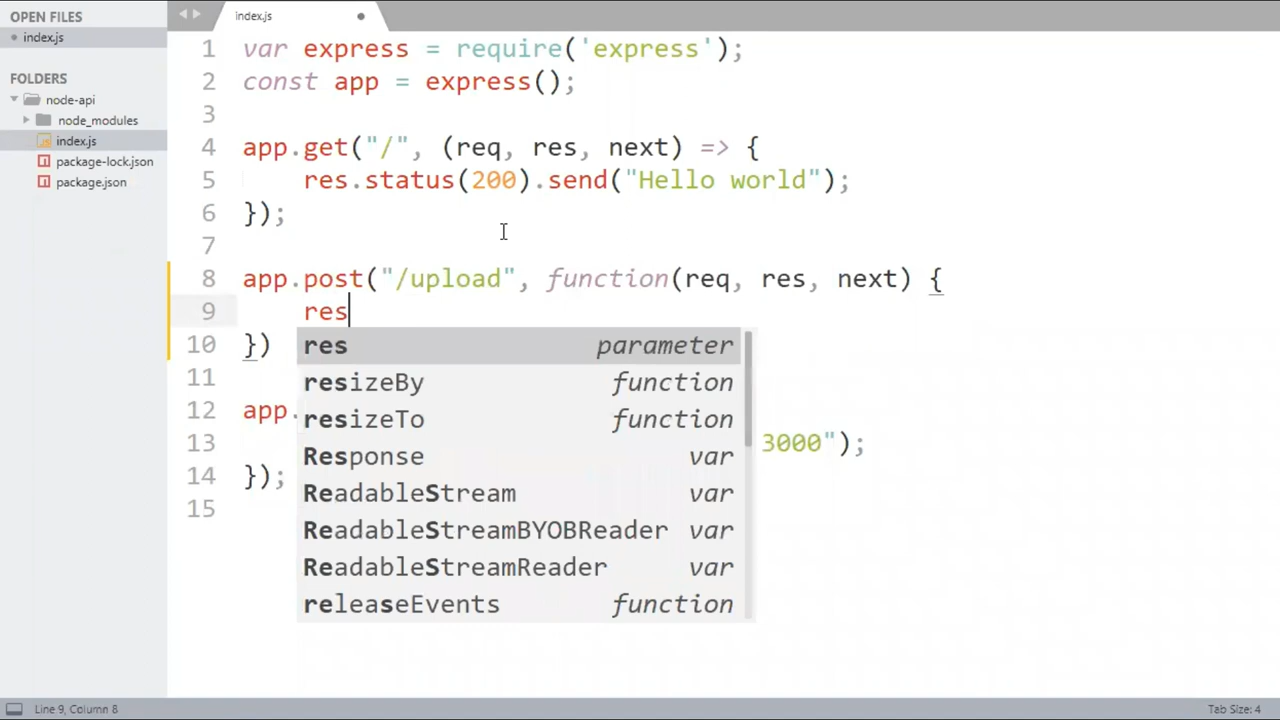 OPEN FILES
index.js
FOLDERS
node-api
node_modules
index.js
package-lock.json
package.json
index.js
1 var express = require('express');
2 const app = express();
3
4 app.get("/", (req, res, next) => {
5 res.status(200).send("Hello world");
6 });
7
8 app.post("/upload", function(req, res, next) {
9 res
10 })
11
12 app.
13 3000");
14 });
15
res parameter
resizeBy function
resizeTo function
Response var
ReadableStream var
ReadableStreamBYOBReader var
ReadableStreamReader var
releaseEvents function
Line 9, Column 8
Tab Size: 4